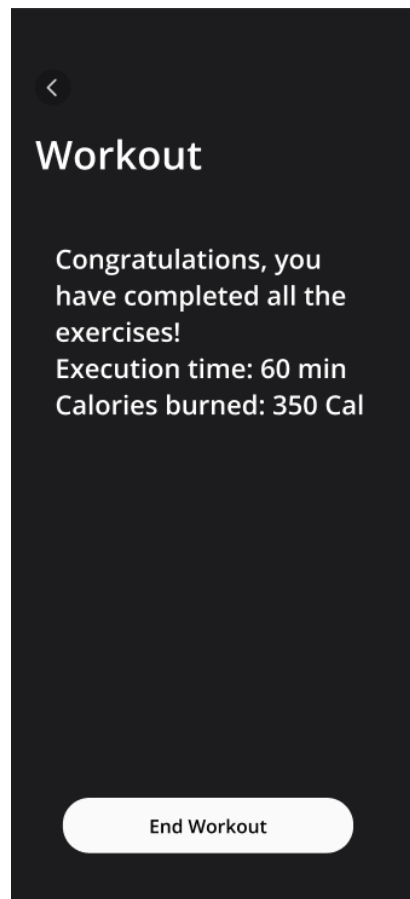 Workout
Congratulations, you
have completed all the
exercises!
Execution time: 60 min
Calories burned: 350 Cal
End Workout